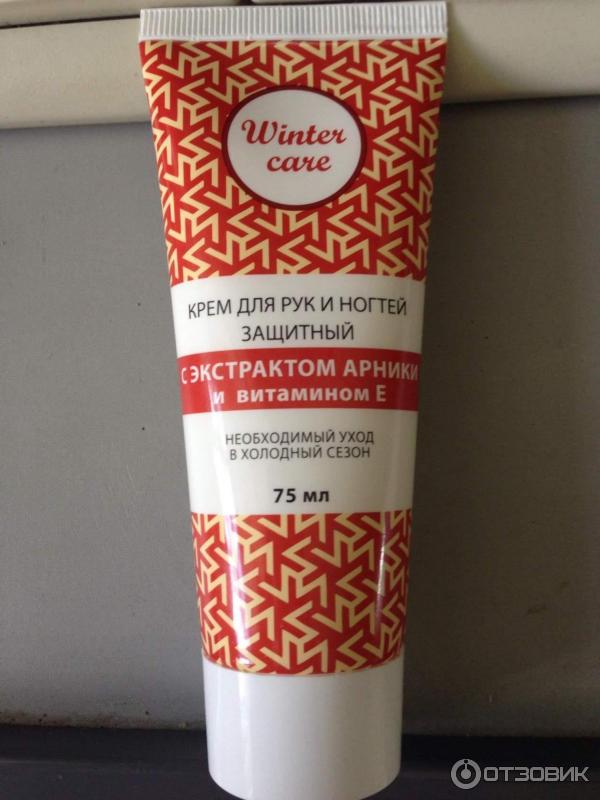 Winter
care
КРЕМ ДЛЯ РУК И НОГТЕЙ
ЗАЩИТНЫЙ
С ЭКСТРАКТОМ АРНИКИ
и витамином Е
НЕОБХОДИМЫЙ УХОД
В ХОЛОДНЫЙ СЕЗОН
75 мл
ОТЗОВИК